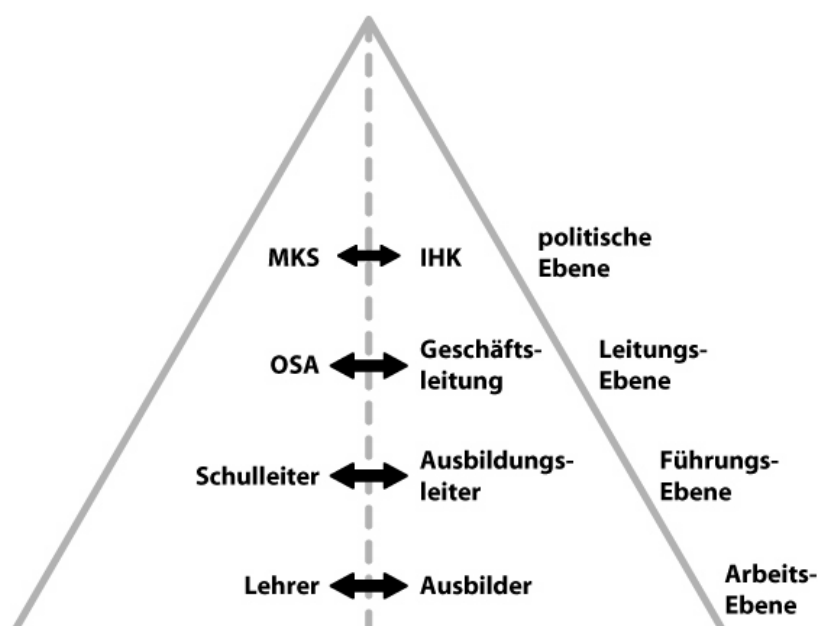 MKS IHK politische
Ebene
OSA Geschäfts-
leitung Leitungs-
Ebene
Schulleiter Ausbildungs-
leiter Führungs-
Ebene
Lehrer Ausbilder Arbeits-
Ebene